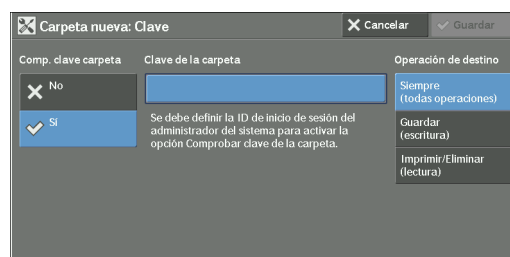 Carpeta nueva: Clave
Cancelar
Guardar
Comp. clave carpeta
Clave de la carpeta
Operación de destino
No
Sí
Se debe definir la ID de inicio de sesión del
administrador del sistema para activar la
opción Comprobar clave de la carpeta.
Siempre
(todas operaciones)
Guardar
(escritura)
Imprimir/Eliminar
(lectura)